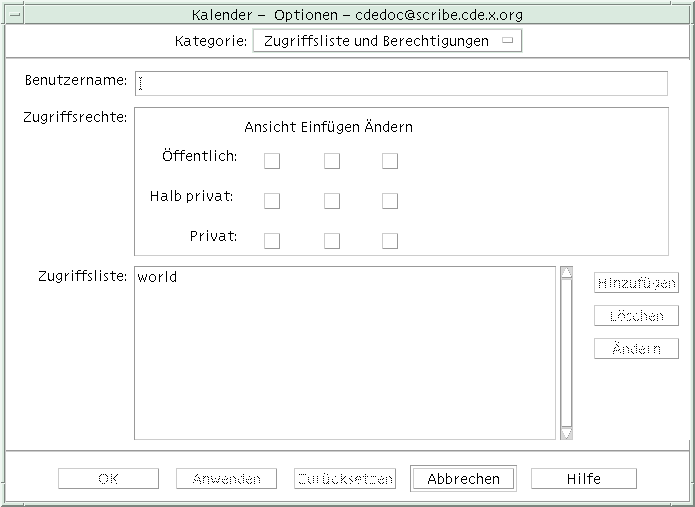 Kalender – Optionen – cdedoc@scribe.cde.x.org
Kategorie: Zugriffsliste und Berechtigungen
Benutzername:
Zugriffsrechte:
Ansicht Einfügen Ändern
Öffentlich:
Halb privat:
Privat:
Zugriffsliste: world
Hinzufügen
Löschen
Ändern
OK Anwenden Zurücksetzen Abbrechen Hilfe